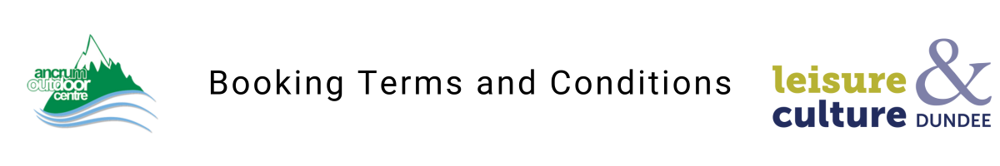 ancrum
outdoor
centre
Booking Terms and Conditions
leisure &
culture DUNDEE